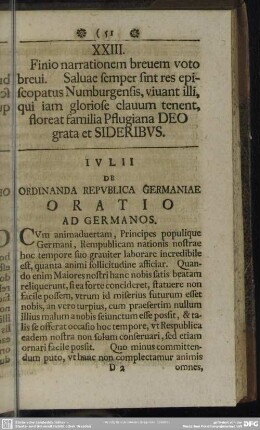 ( 51 )
XXIII.
Finio narrationem breuem voto
breui. Saluae semper sint res epi-
scopatus Numburgensis, viuant illi,
qui iam gloriose clauum tenent,
floreat familia Pflugiana DEO
grata et SIDERIBVS.
IVLII
DE
ORDINANDA REPVBLICA GERMANIAE
ORATIO
AD GERMANOS.
CVm animaduertam, Principes populique
Germani, Rempublicam nationis nostrae
hoc tempore suo grauiter laborare incredibile
est, quanta animi sollicitudine afficiar. Quan-
do enim Maiores nostri hanc nobis satis beatam
reliquerunt, si ea forte concideret, statuere non
facile possem, vtrum id miserius futurum esset
nobis, an vero turpius, cum praesertim nullum
Illius malum a nobis seiunctum esse possit, & ta-
lis se offerat occasio hoc tempore, vt Respublica
eadem nostra non solum conseruari, sed etiam
ornari facile possit. Quo minus committen-
dum puto, vt hanc non complectamur animis
D 2 omnes,